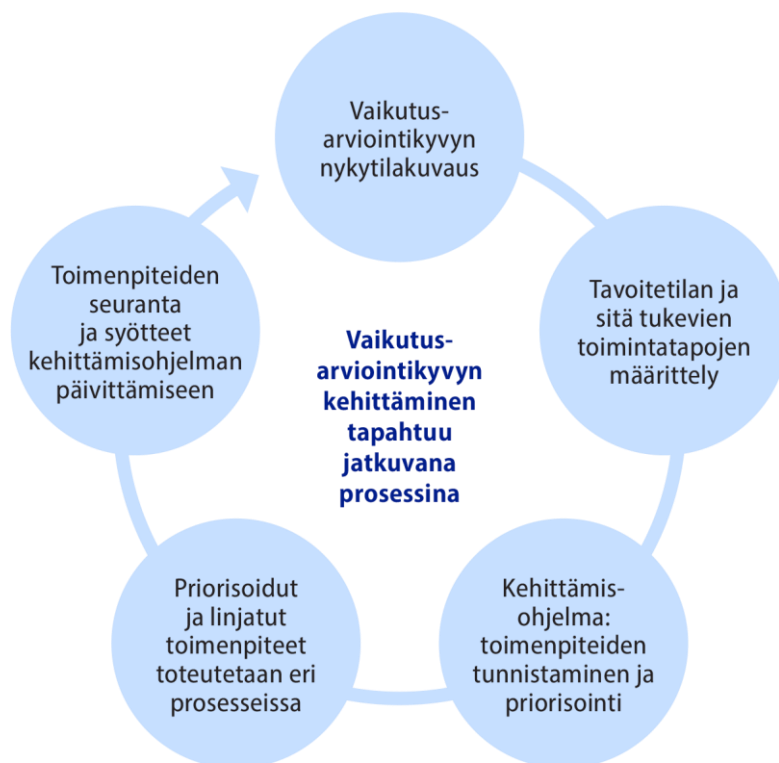 Vaikutus-
arviointikyvyn
nykytilakuvaus
Tavoitetilan ja
sitä tukevien
toimintatapojen
määrittely
Kehittämis-
ohjelma:
toimenpiteiden
tunnistaminen ja
priorisointi
Priorisoidut
ja linjatut
toimenpiteet
toteutetaan eri
prosesseissa
Toimenpiteiden
seuranta
ja syötteet
kehittämisohjelman
päivittämiseen
Vaikutus-
arviointikyvyn
kehittäminen
tapahtuu
jatkuvana
prosessina